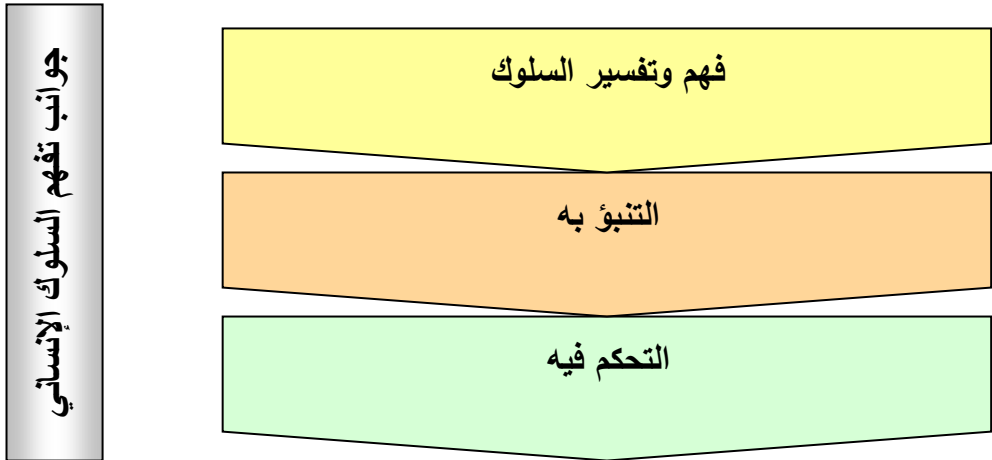 جوانب تفهم السلوك الإنساني
فهم وتفسير السلوك
التنبؤ به
التحكم فيه